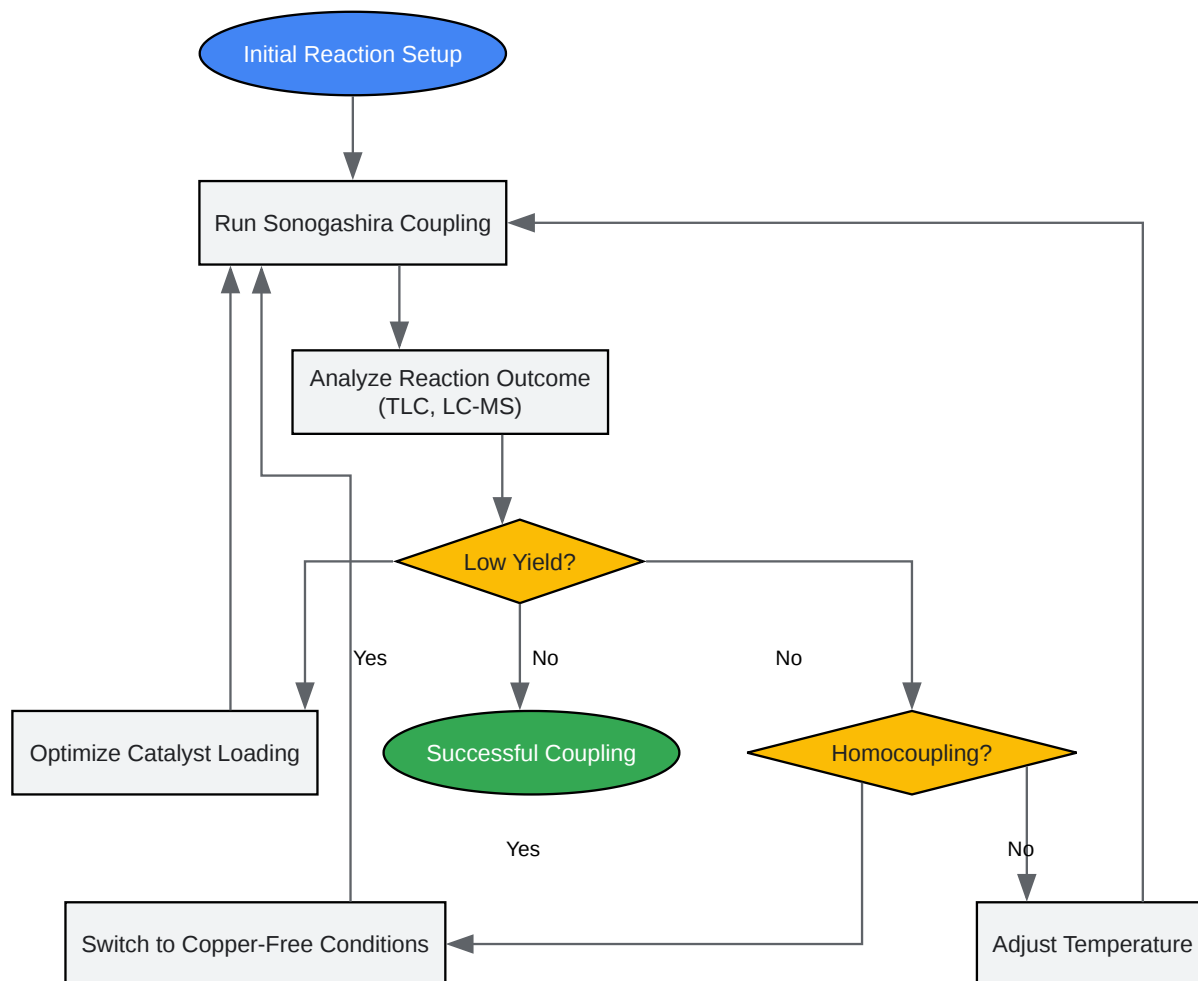 Initial Reaction Setup
Run Sonogashira Coupling
Analyze Reaction Outcome
(TLC, LC-MS)
Low Yield?
Yes
No
No
Optimize Catalyst Loading
Successful Coupling
Homocoupling?
Yes
No
Switch to Copper-Free Conditions
Adjust Temperature